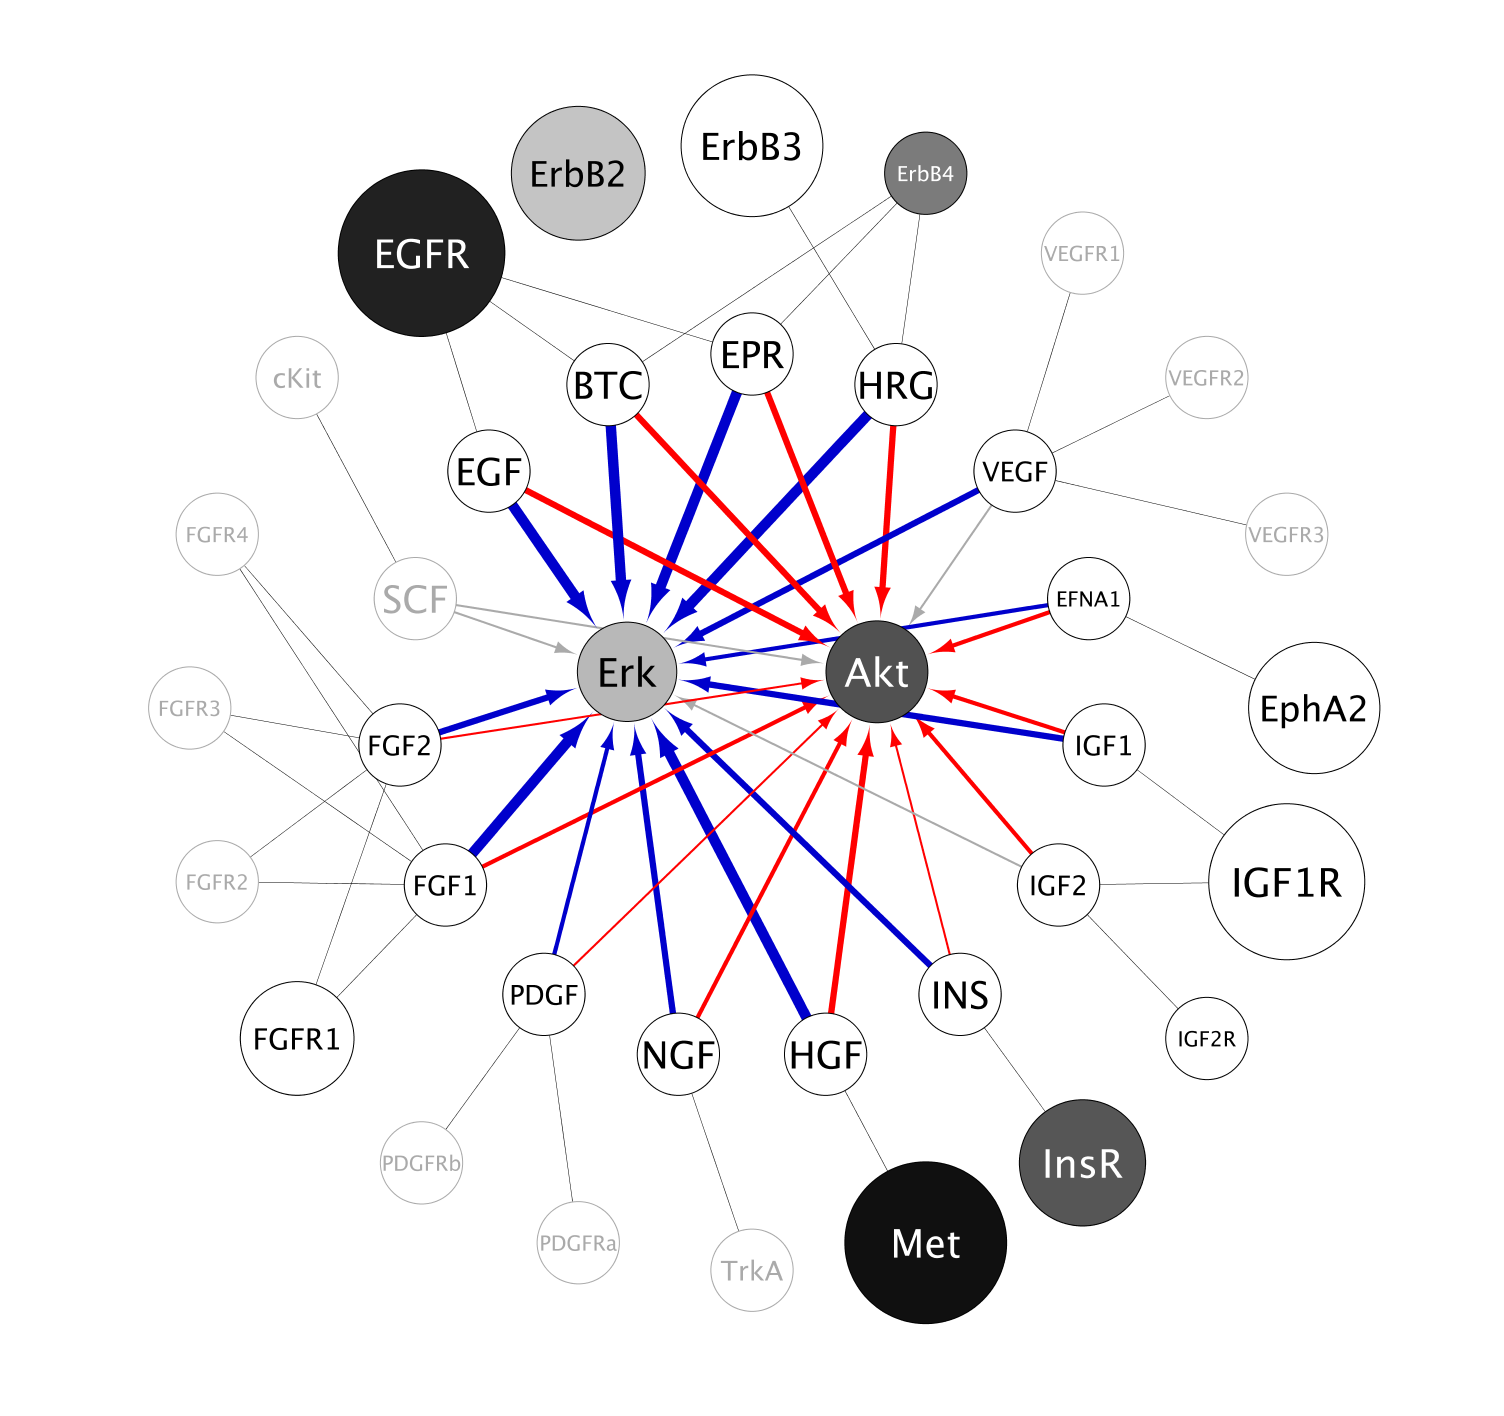 ErbB3
ErbB2
ErbB4
EGFR
VEGFR1
EPR
cKit
BTC
HRG
VEGFR2
EGF
VEGF
FGFR4
VEGFR3
SCF
EFNA1
Erk
Akt
FGFR3
EphA2
FGF2
IGF1
FGFR2
FGF1
IGF2
IGF1R
PDGF
INS
FGFR1
IGF2R
NGF
HGF
PDGFRb
InsR
PDGFRa
Met
TrkA